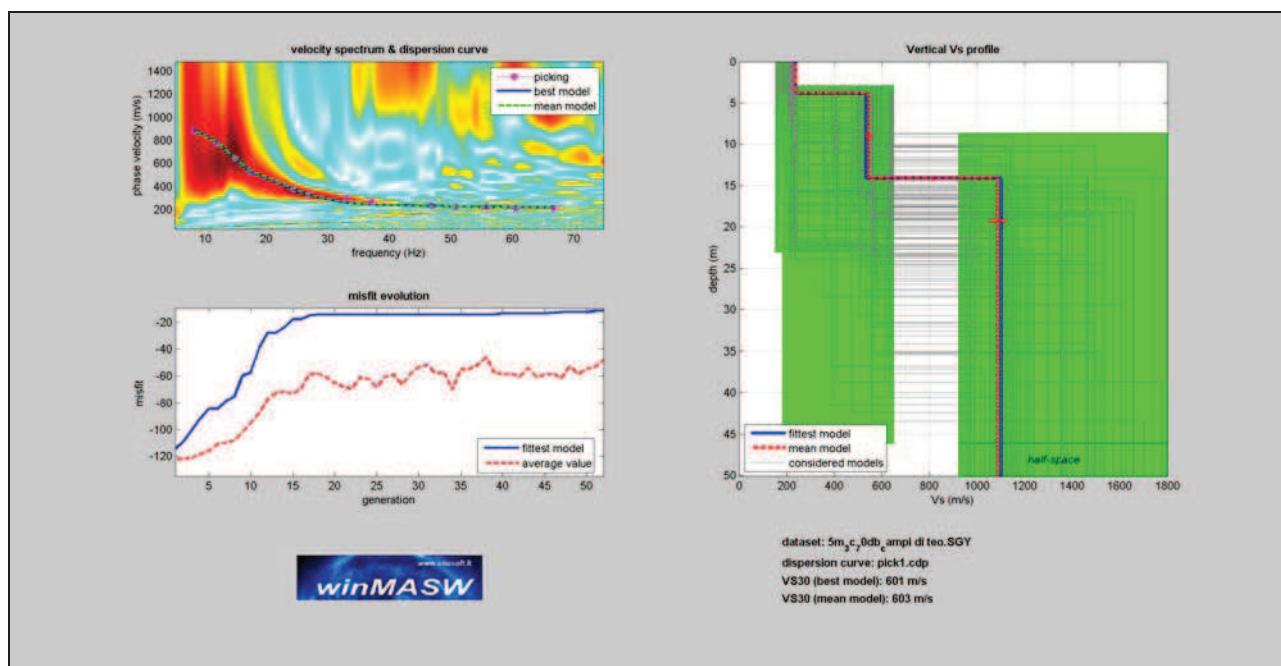 velocity spectrum & dispersion curve
phase velocity (m/s)
1400
1200
1000
800
600
400
200
picking
best model
mean model
10 20 30 40 50 60 70
frequency (Hz)
misfit evolution
misfit
-20
-40
-60
-80
-100
-120
fittest model
average value
5 10 15 20 25 30 35 40 45 50
generation
winMASW
Vertical Vs profile
depth (m)
0
5
10
15
20
25
30
35
40
45
50
fittest model
mean model
considered models
half-space
0 200 400 600 800 1000 1200 1400 1600 1800
Vs (m/s)
dataset: 5m3c70dbcampi di teo.SGY
dispersion curve: pick1.cdp
VS30 (best model): 601 m/s
VS30 (mean model): 603 m/s